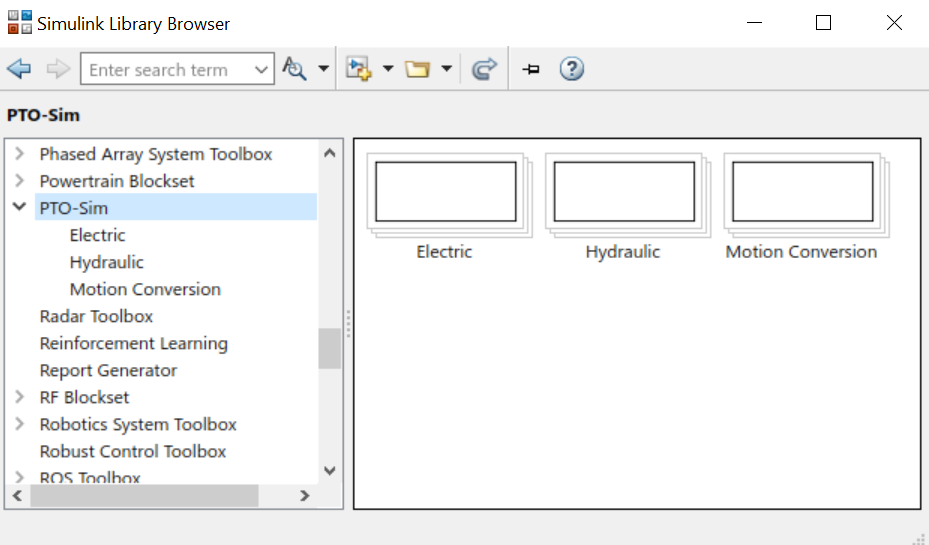 Simulink Library Browser
Enter search term
PTO-Sim
Phased Array System Toolbox
Powertrain Blockset
PTO-Sim
Electric
Hydraulic
Motion Conversion
Radar Toolbox
Reinforcement Learning
Report Generator
RF Blockset
Robotics System Toolbox
Robust Control Toolbox
ROS Toolbox
Electric
Hydraulic
Motion Conversion